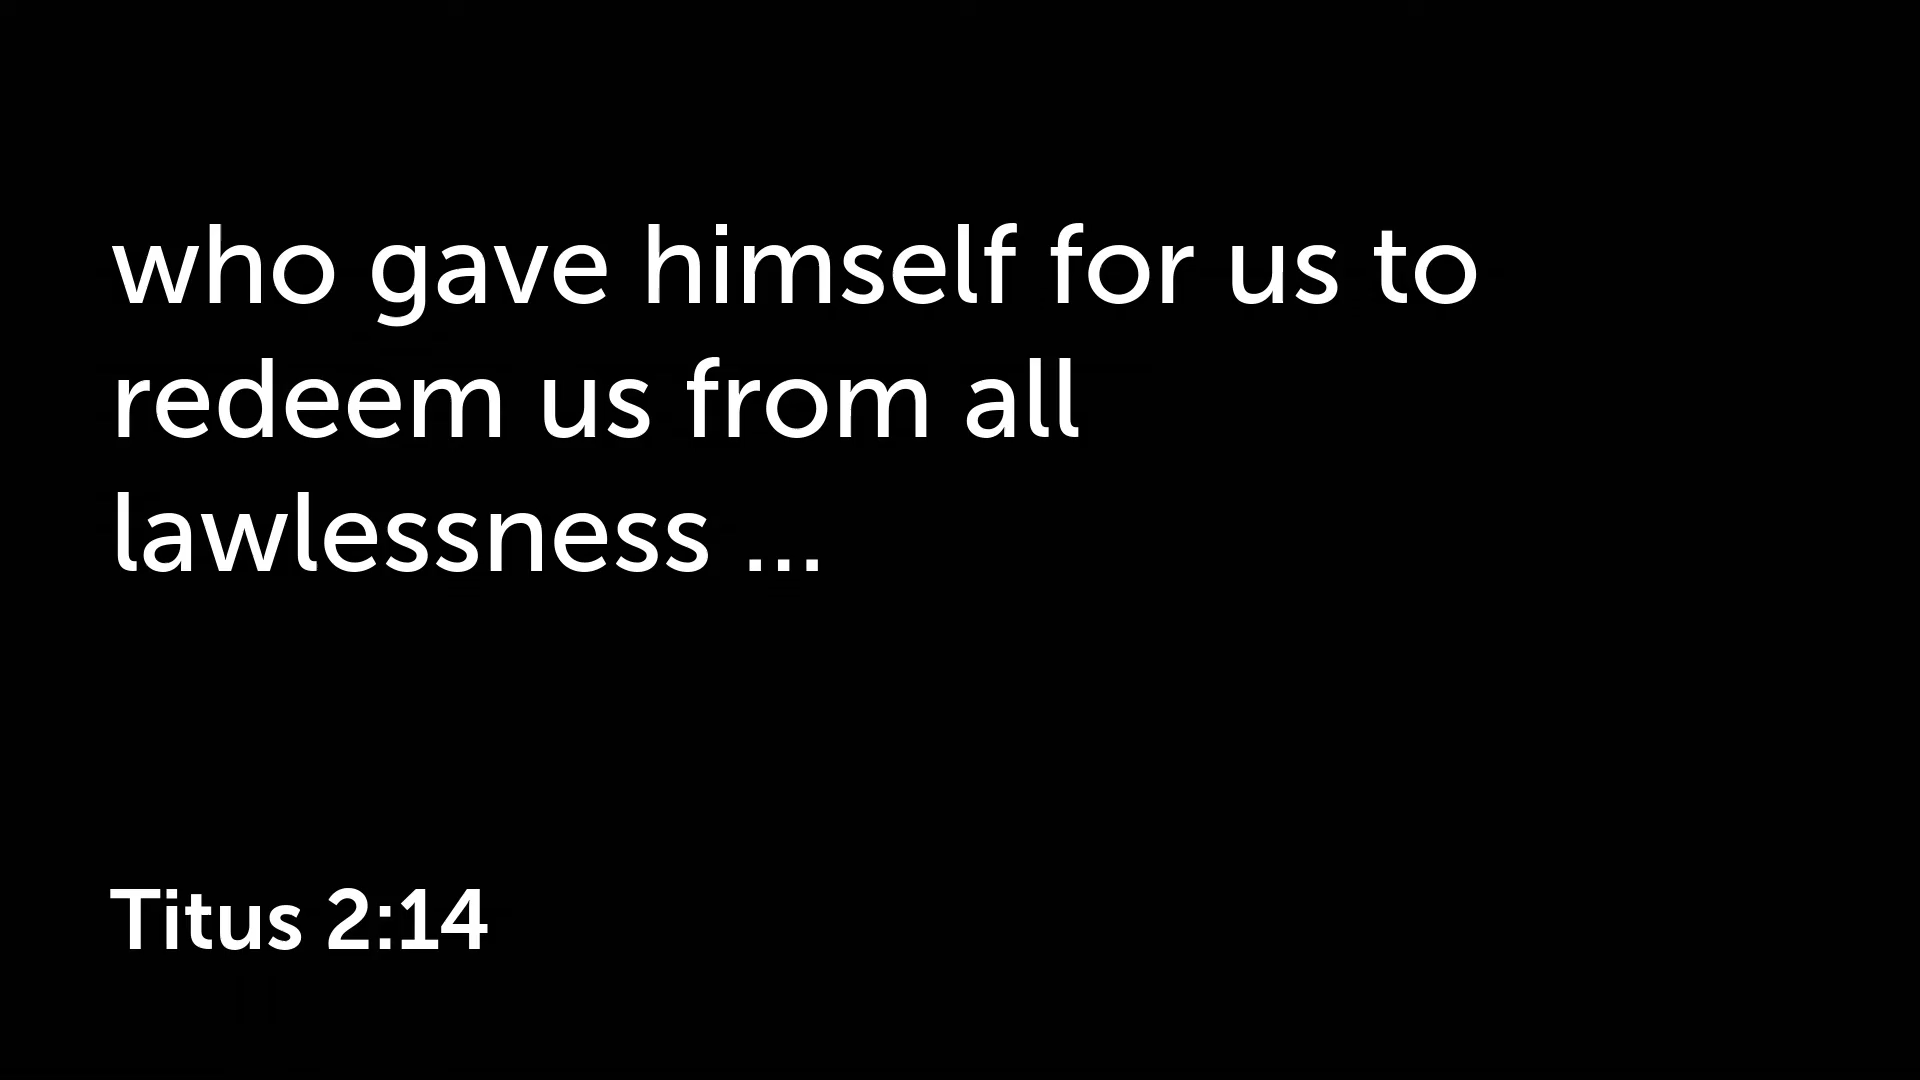 who gave himself for us to
redeem us from all
lawlessness ...
Titus 2:14